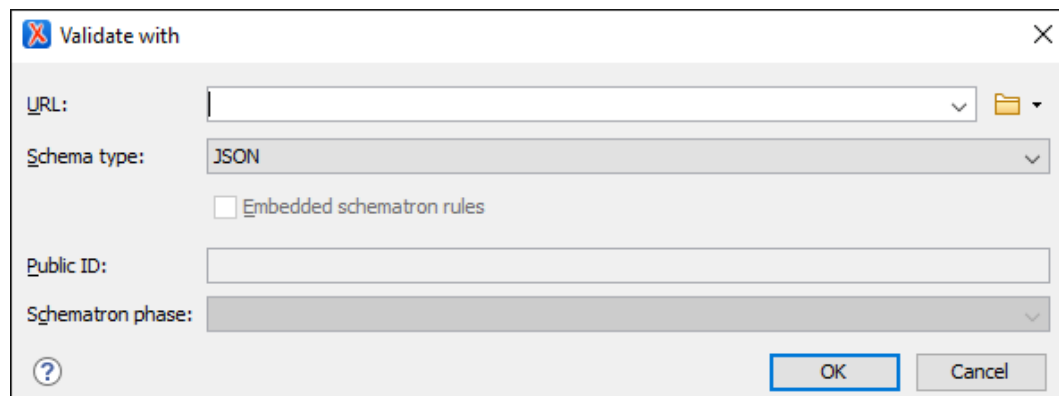 Validate with
URL:
Schema type: JSON
Embedded schematron rules
Public ID:
Schematron phase:
OK Cancel